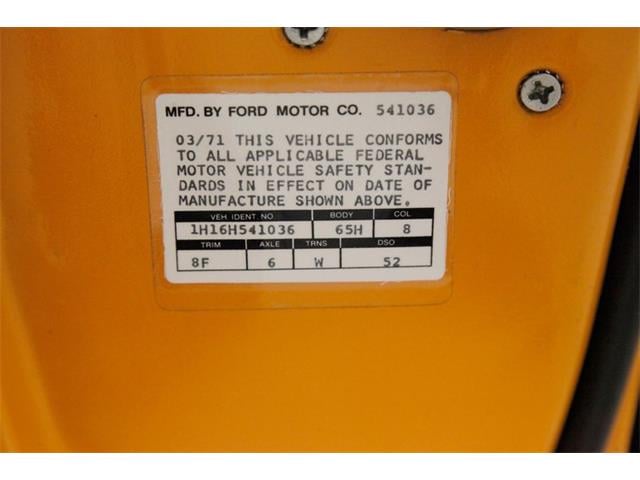 MFD. BY FORD MOTOR CO. 541036
03/71 THIS VEHICLE CONFORMS
TO ALL APPLICABLE FEDERAL
MOTOR VEHICLE SAFETY STAN-
DARDS IN EFFECT ON DATE OF
MANUFACTURE SHOWN ABOVE.
VEH IDENT. NO BODY COL
1H16H541036 65H 8
TRIM AXLE TRNS DSO
8F 6 W 52